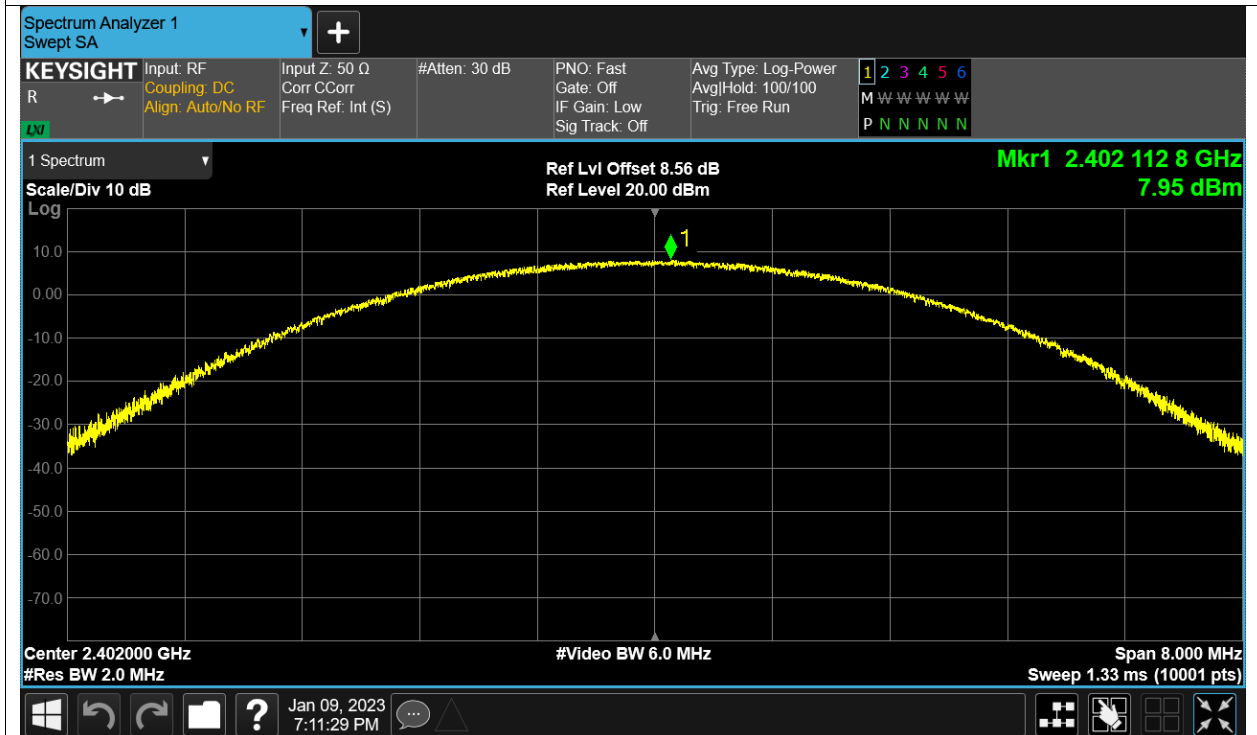 Spectrum Analyzer 1
Swept SA
+
KEYSIGHT
R
LXI
Input: RF
Coupling: DC
Align: Auto/No RF
Input Z: 50 Ω
Corr CCorr
Freq Ref: Int (S)
#Atten: 30 dB
PNO: Fast
Gate: Off
IF Gain: Low
Sig Track: Off
Avg Type: Log-Power
Avg|Hold: 100/100
Trig: Free Run
1 2 3 4 5 6
M W W W W W
P N N N N N N
1 Spectrum
Scale/Div 10 dB
Log
Ref Lvl Offset 8.56 dB
Ref Level 20.00 dBm
Mkr1 2.402 112 8 GHz
7.95 dBm
1
10.0
0.00
-10.0
-20.0
-30.0
-40.0
-50.0
-60.0
-70.0
Center 2.402000 GHz
#Res BW 2.0 MHz
#Video BW 6.0 MHz
Span 8.000 MHz
Sweep 1.33 ms (10001 pts)
?
Jan 09, 2023
7:11:29 PM